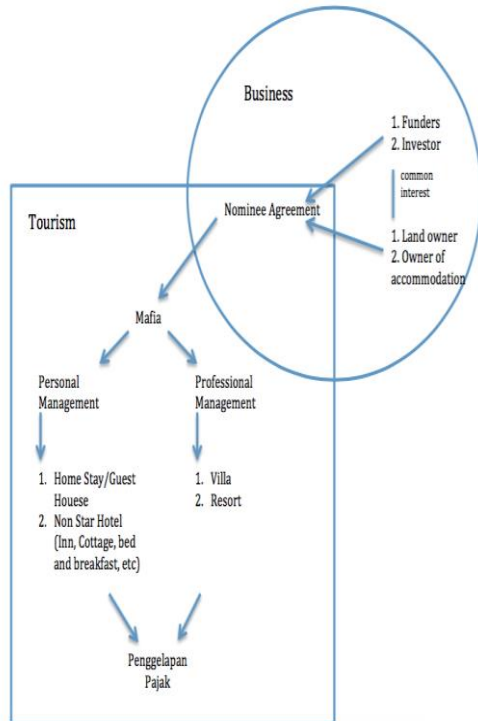 Business
1. Funders
2. Investor
common
interest
Nominee Agreement
Tourism
1. Land owner
2. Owner of
accommodation
Mafia
Personal
Management
Professional
Management
1. Home Stay/Guest
Houese
2. Non Star Hotel
(Inn, Cottage, bed
and breakfast, etc)
1. Villa
2. Resort
Penggelapan
Pajak